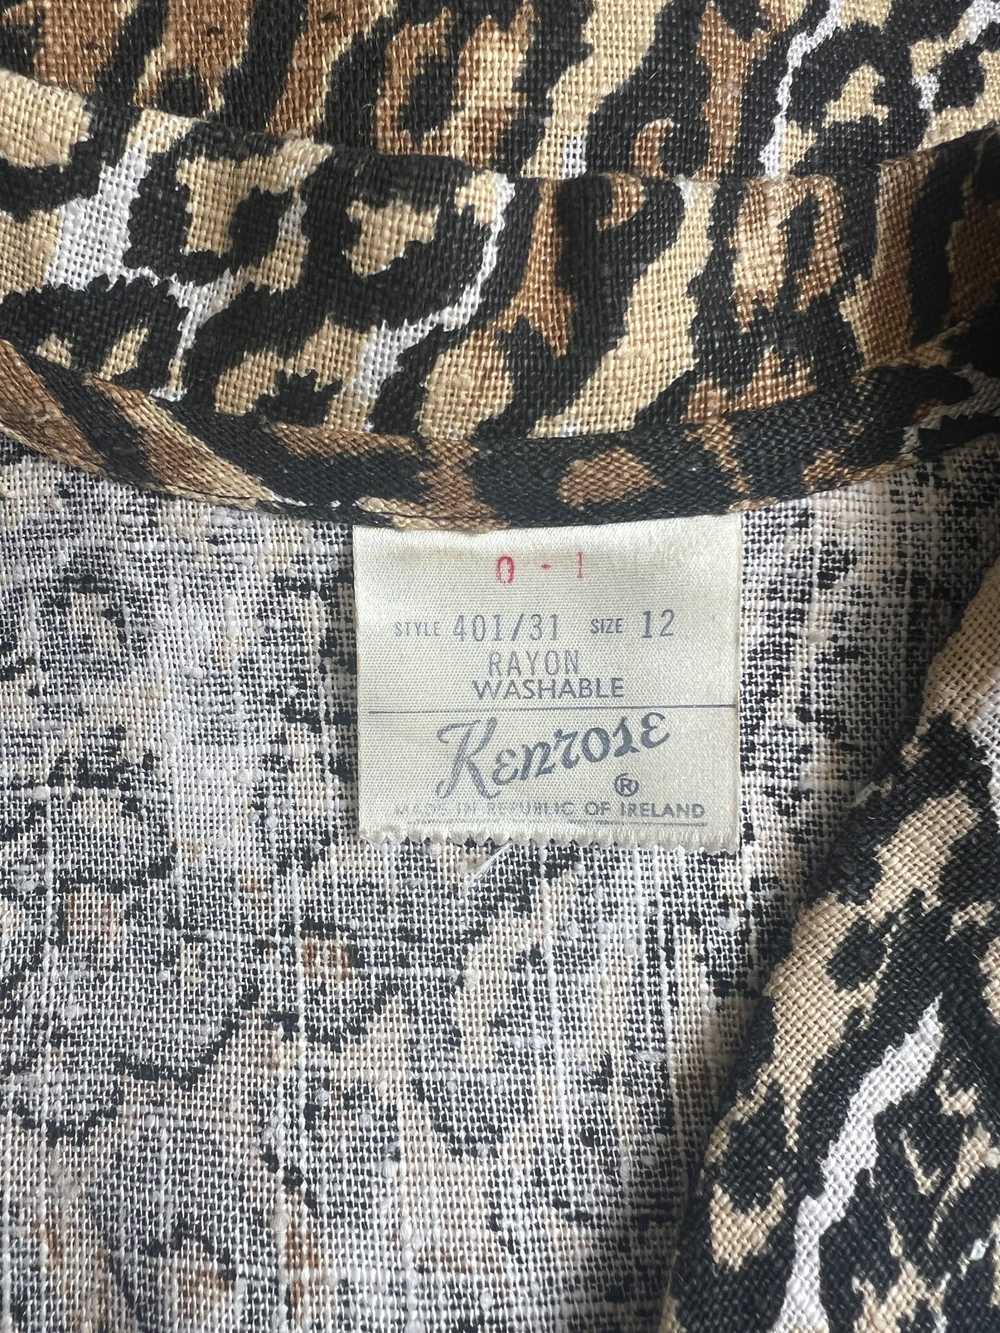 0 - 1
STYLE 401/31 SIZE 12
RAYON
WASHABLE
Kenrose
®
MADE IN REPUBLIC OF IRELAND